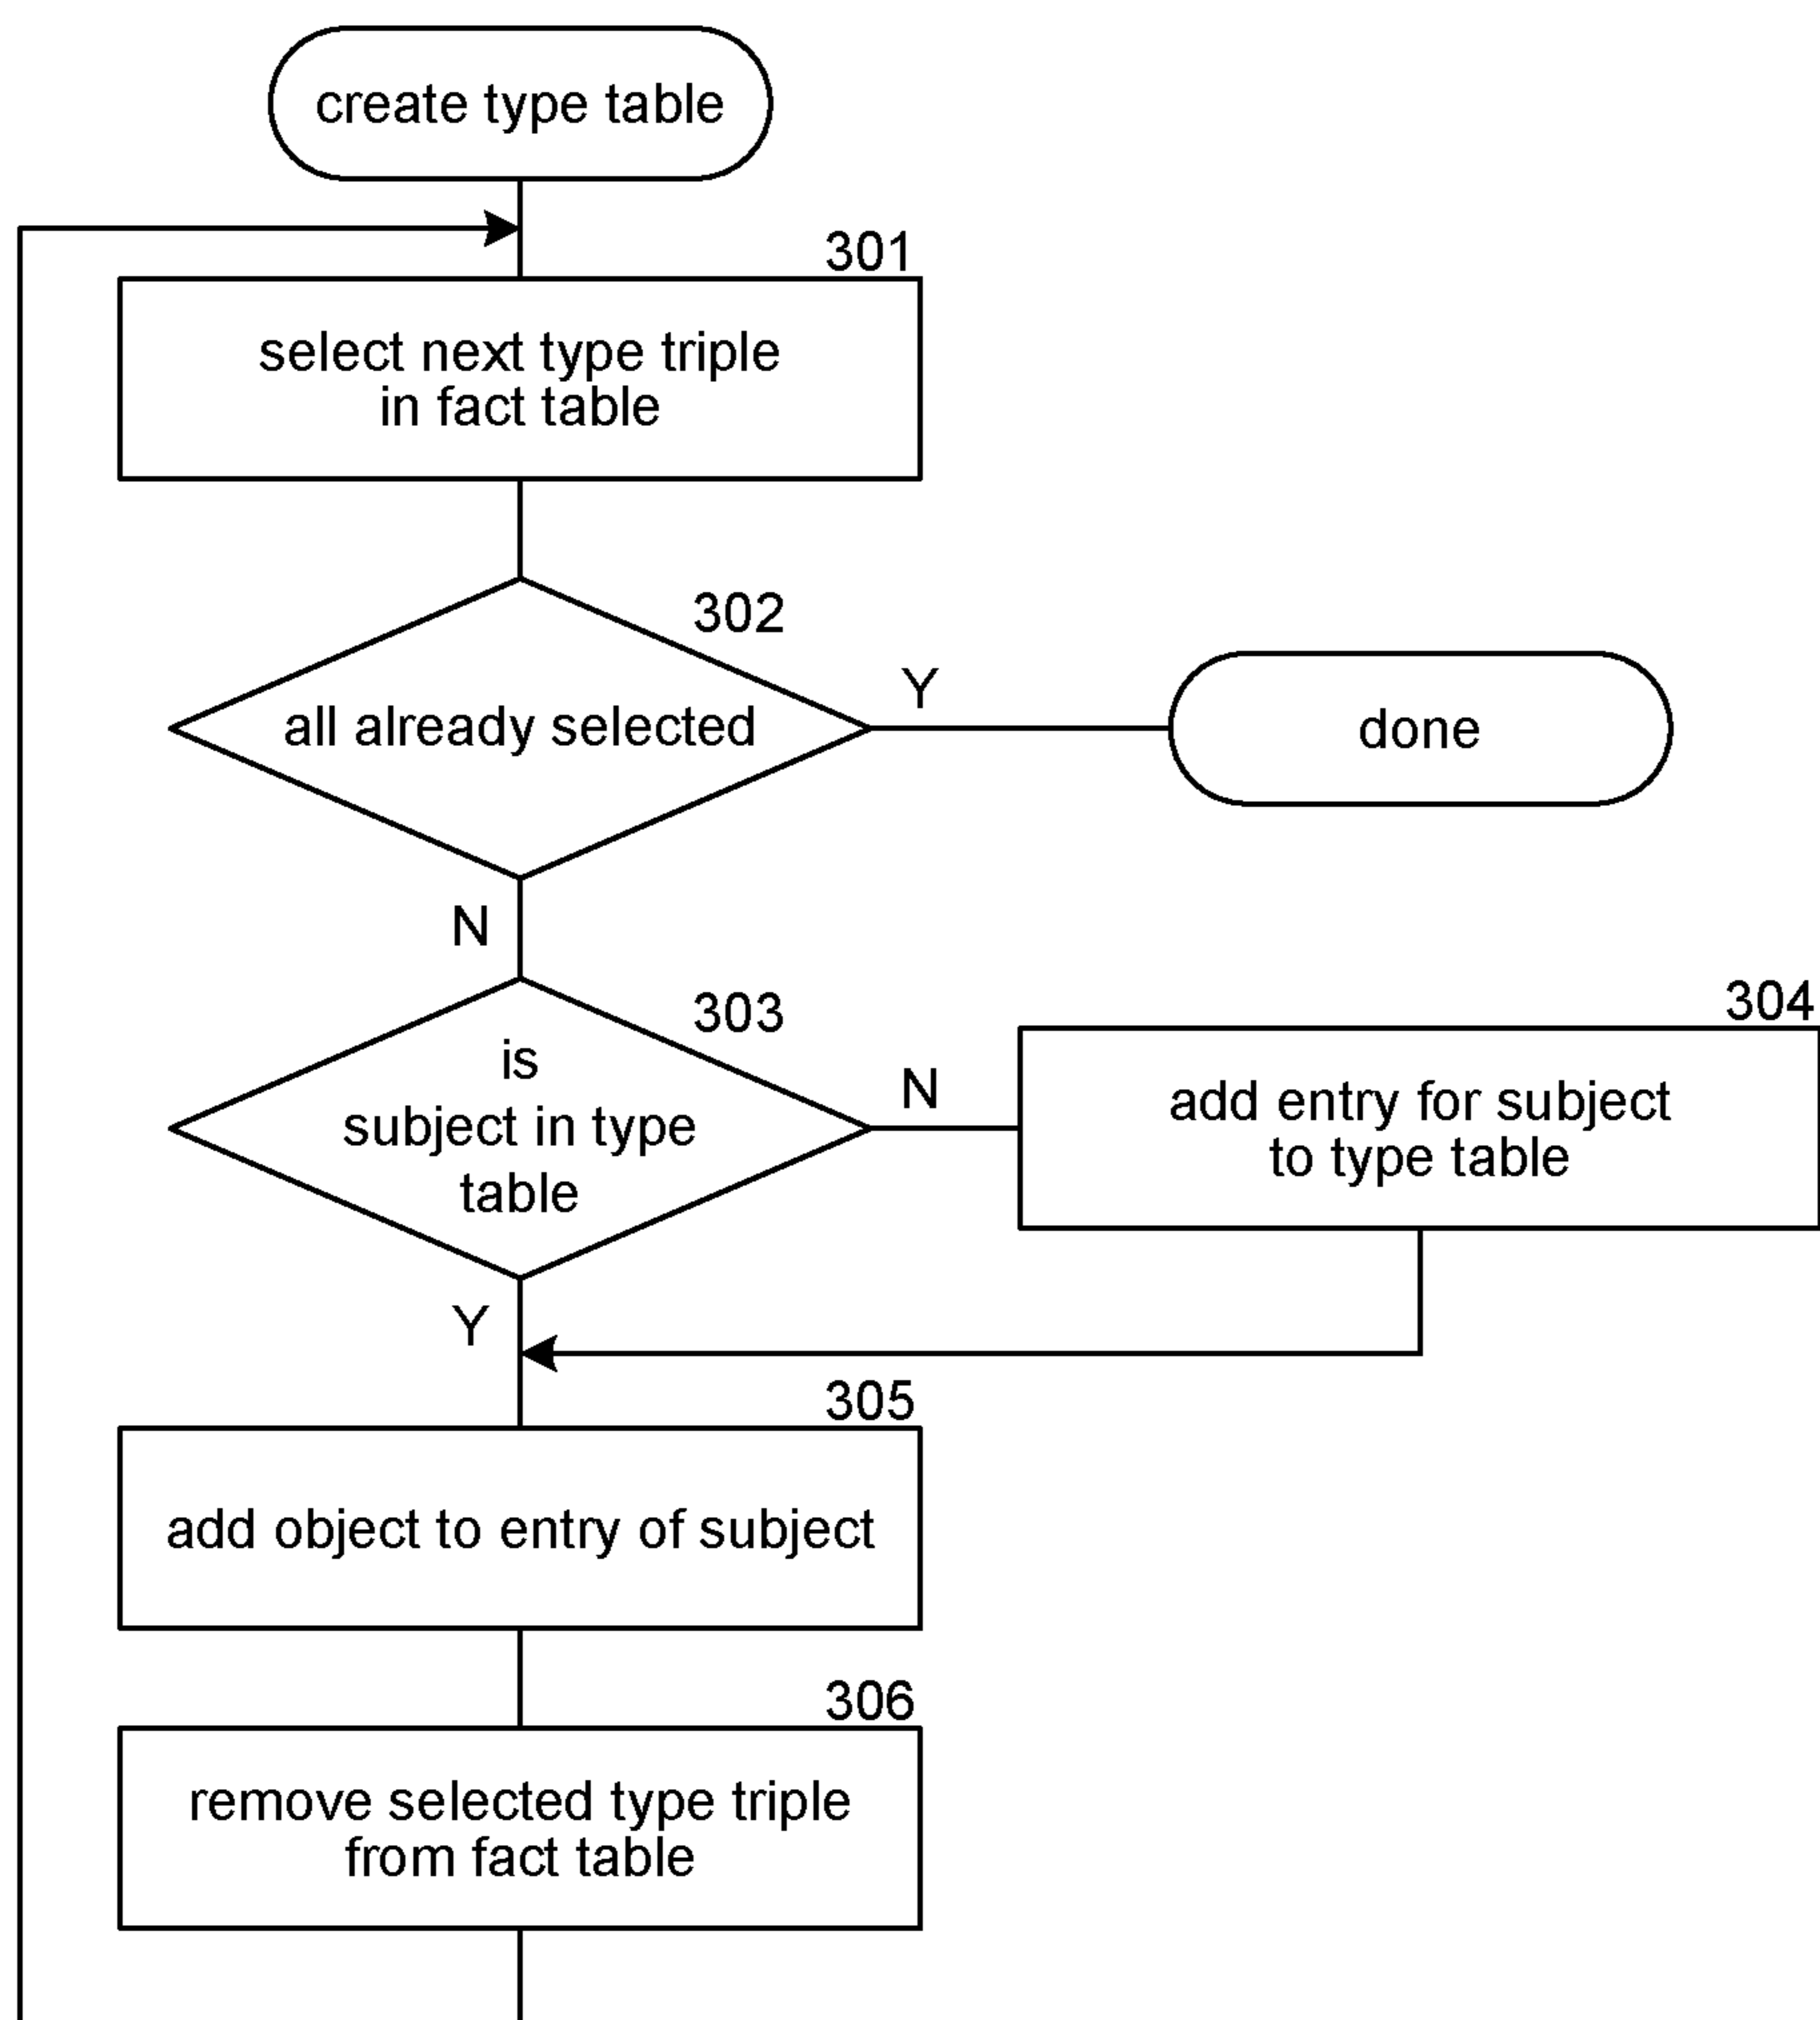 create type table
301
select next type triple
in fact table
302
all already selected
Y
done
N
303
is
subject in type
table
N
304
add entry for subject
to type table
Y
305
add object to entry of subject
306
remove selected type triple
from fact table